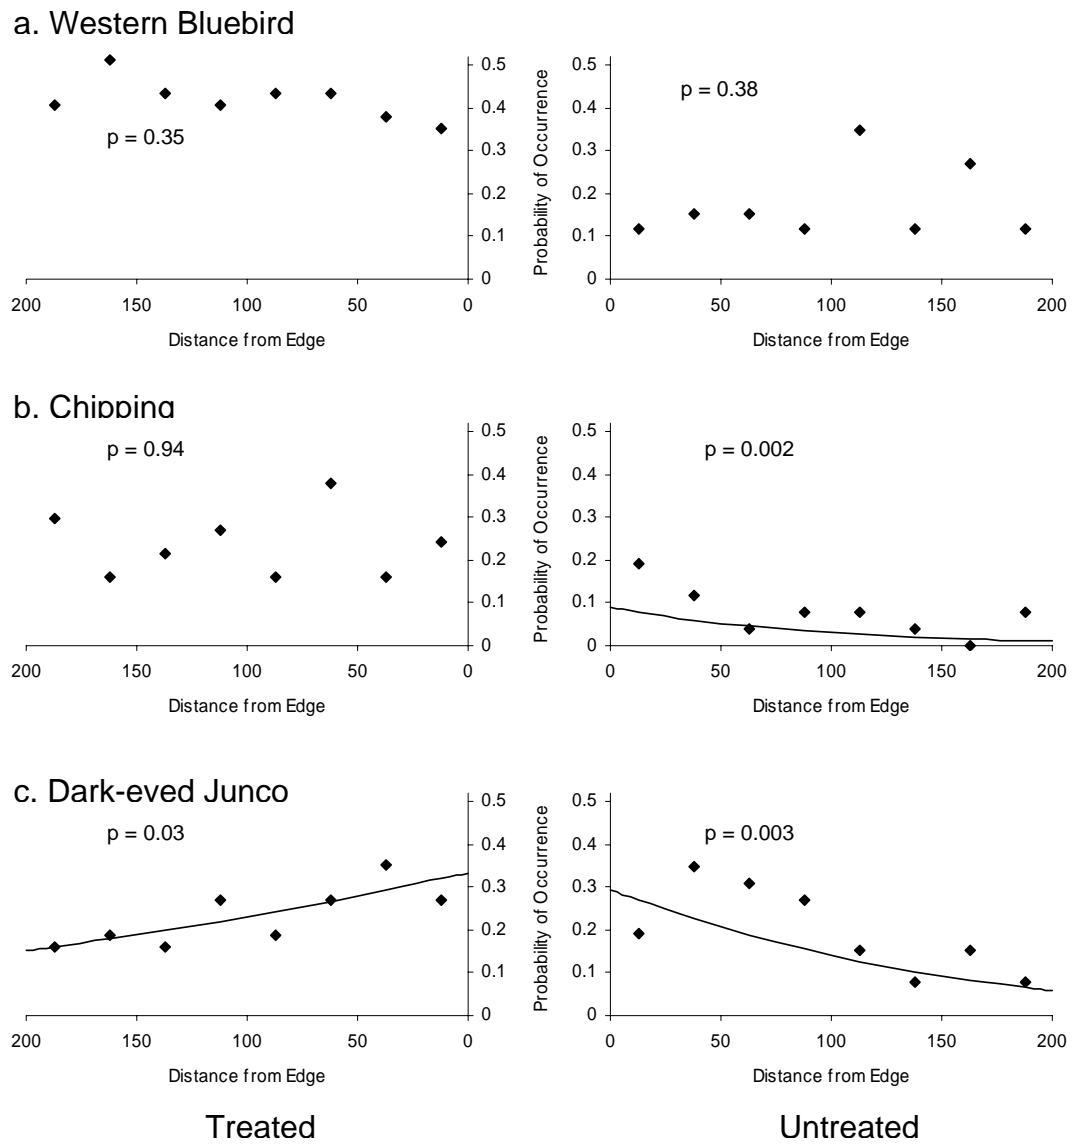 a. Western Bluebird
0.5
0.4
0.3
0.2
0.1
0
p = 0.35
200 150 100 50 0
Distance from Edge
Probability of Occurrence
0.5
0.4
0.3
0.2
0.1
0
p = 0.38
0 50 100 150 200
Distance from Edge
b. Chipping
0.5
0.4
0.3
0.2
0.1
0
p = 0.94
200 150 100 50 0
Distance from Edge
Probability of Occurrence
0.5
0.4
0.3
0.2
0.1
0
p = 0.002
0 50 100 150 200
Distance from Edge
c. Dark-eyed Junco
0.5
0.4
0.3
0.2
0.1
0
p = 0.03
200 150 100 50 0
Distance from Edge
Probability of Occurrence
0.5
0.4
0.3
0.2
0.1
0
p = 0.003
0 50 100 150 200
Distance from Edge
Treated
Untreated